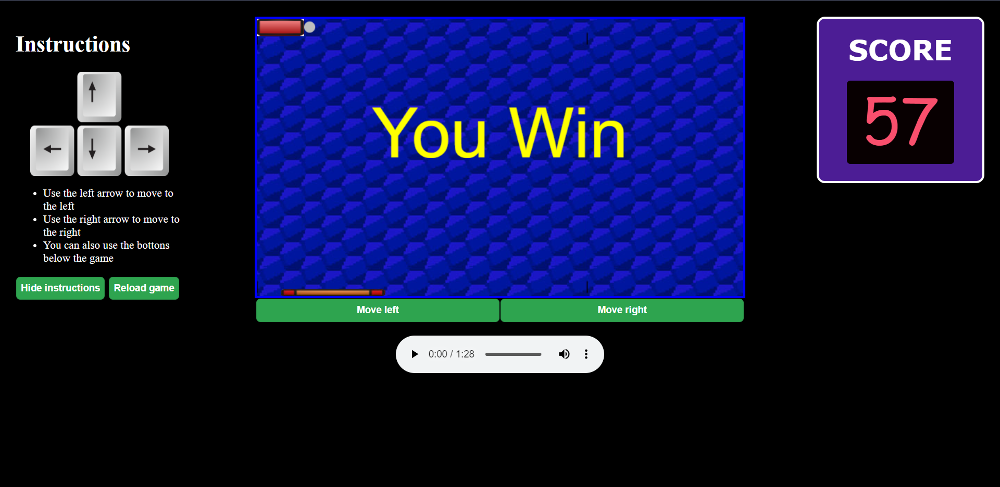 Instructions
Use the left arrow to move to
the left
Use the right arrow to move to
the right
You can also use the bottons
below the game
Hide instructions
Reload game
You Win
Move left
Move right
0:00 / 1:28
SCORE
57